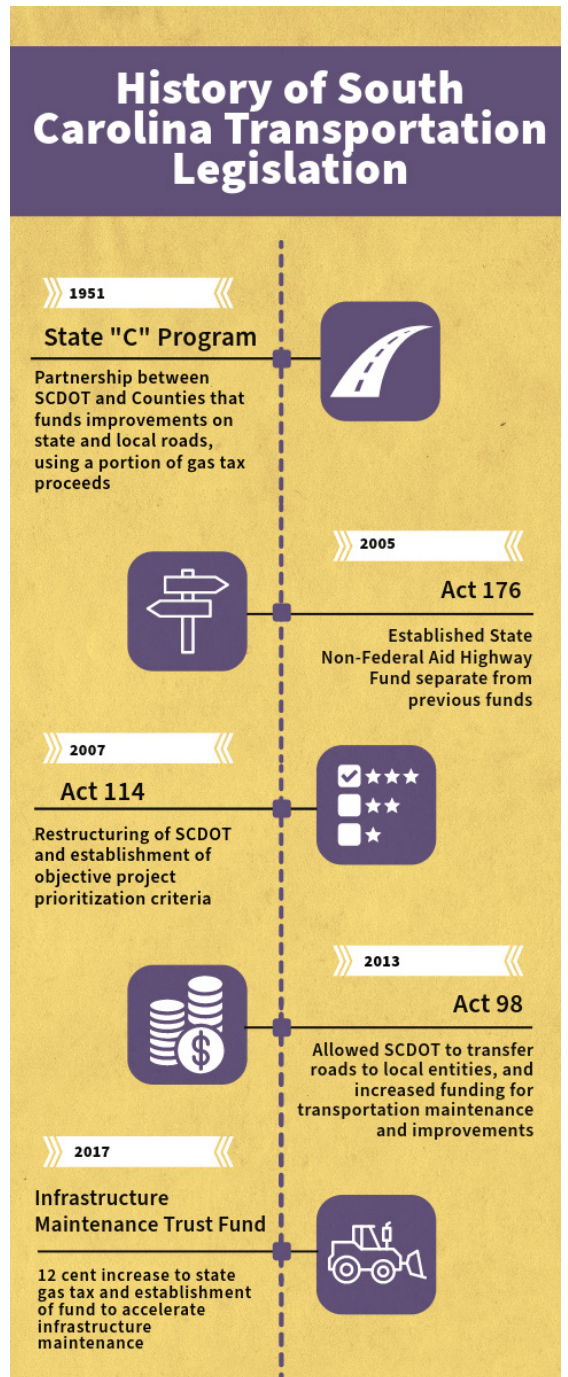 History of South
Carolina Transportation
Legislation
1951
State "C" Program
Partnership between
SCDOT and Counties that
funds improvements on
state and local roads,
using a portion of gas tax
proceeds
2005
Act 176
Established State
Non-Federal Aid Highway
Fund separate from
previous funds
2007
Act 114
Restructuring of SCDOT
and establishment of
objective project
prioritization criteria
2013
Act 98
$
Allowed SCDOT to transfer
roads to local entities, and
increased funding for
transportation maintenance
and improvements
2017
Infrastructure
Maintenance Trust Fund
12 cent increase to state
gas tax and establishment
of fund to accelerate
infrastructure
maintenance